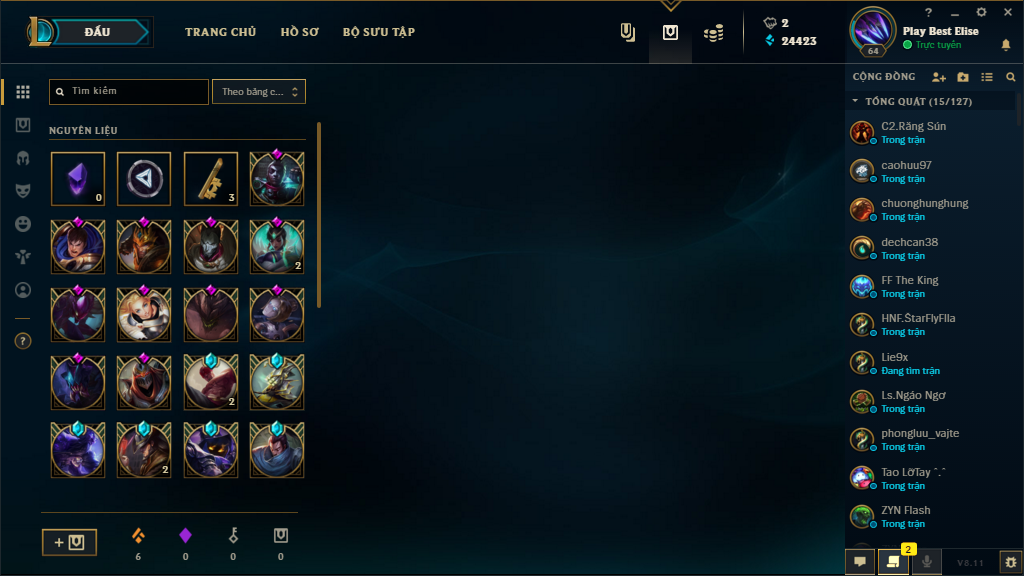 ĐẤU
TRANG CHỦ
HỒ SƠ
BỘ SƯU TẬP
2
24423
64
Play Best Elise
Trực tuyến
Tìm kiếm
Theo bảng c...
NGUYÊN LIỆU
0
3
2
2
2
6
0
0
0
CỘNG ĐỒNG
TỔNG QUÁT (15/127)
C2.Răng Sún
Trong trận
caohuu97
Trong trận
chuonghunghung
Trong trận
dechcan38
Trong trận
FF The King
Trong trận
HNF.StarFlyFlla
Trong trận
Lie9x
Đang tìm trận
Ls.Ngáo Ngơ
Trong trận
phongluu_vajte
Trong trận
Tao LỡTay ˆ.ˆ
Trong trận
ZYN Flash
Trong trận
2
V8.11